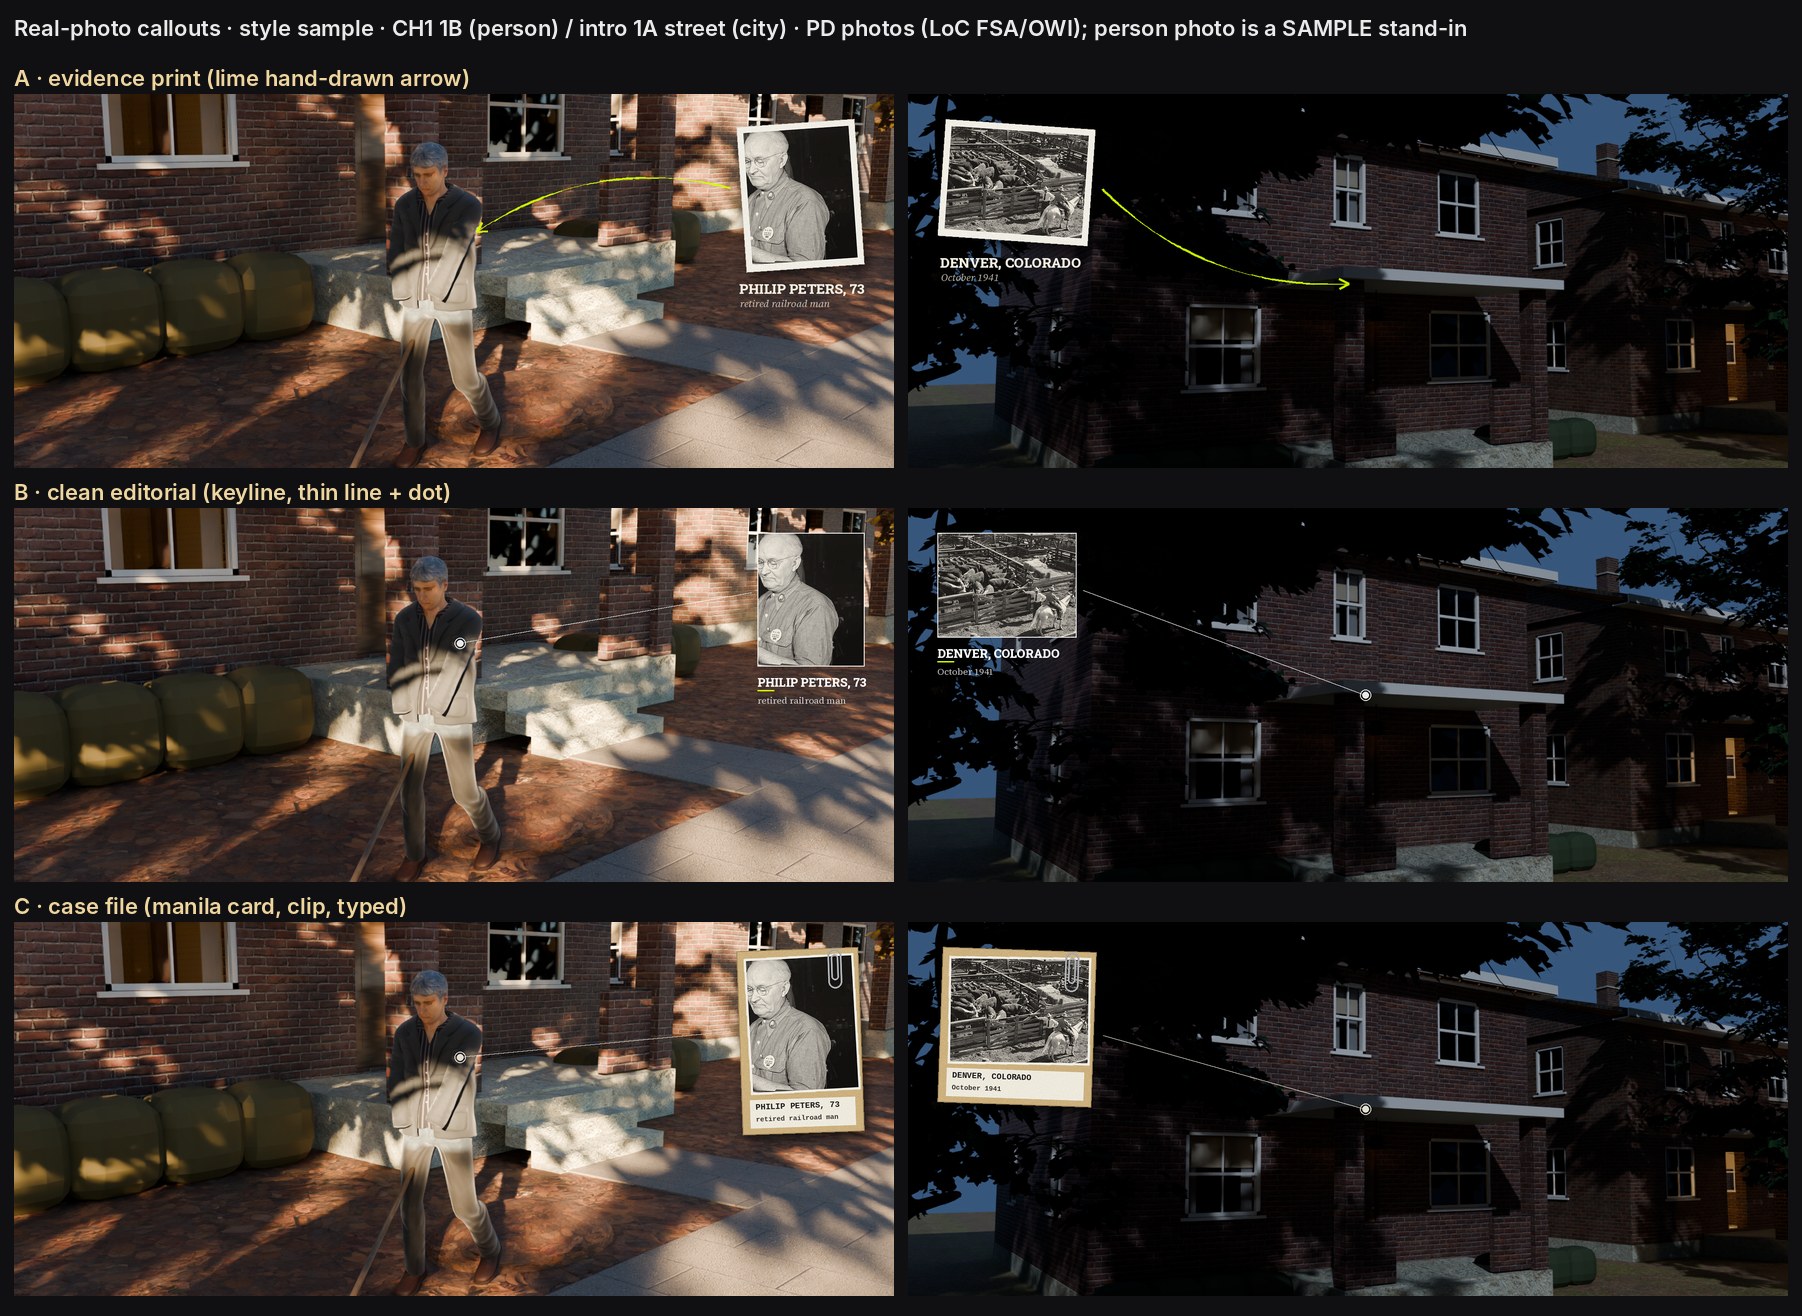 Real-photo callouts · style sample · CH1 1B (person) / intro 1A street (city) · PD photos (LoC FSA/OWI); person photo is a SAMPLE stand-in
A · evidence print (lime hand-drawn arrow)
PHILIP PETERS, 73
retired railroad man
DENVER, COLORADO
October 1941
B · clean editorial (keyline, thin line + dot)
PHILIP PETERS, 73
retired railroad man
DENVER, COLORADO
October 1941
C · case file (manila card, clip, typed)
PHILIP PETERS, 73
retired railroad man
DENVER, COLORADO
October 1941